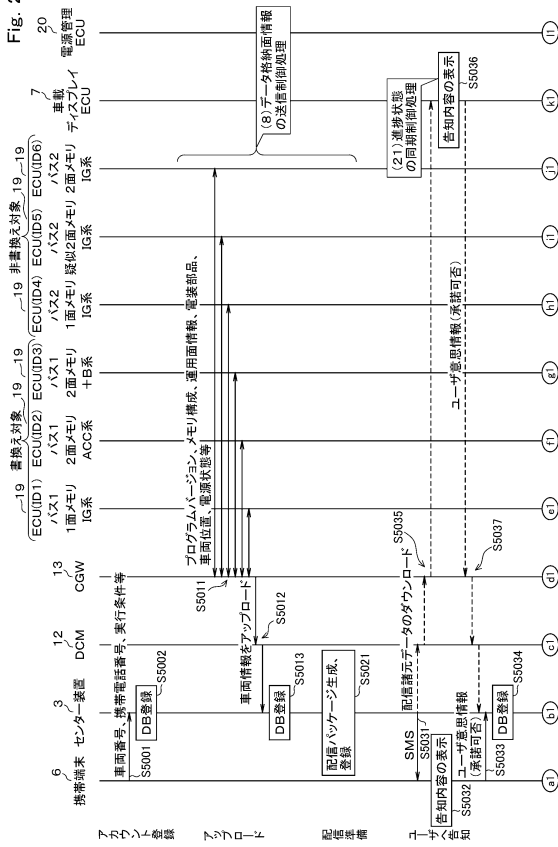 Fig. 2
6
携帯端末
3
センター装置
12
DCM
13
CGW
19
書換え対象
19
19
ECU(ID1)
バス1
1面メモリ
IG系
ECU(ID2)
バス1
2面メモリ
ACC系
ECU(ID3)
バス1
2面メモリ
+B系
19
非書換え対象
19
19
ECU(ID4)
バス2
1面メモリ
IG系
ECU(ID5)
バス2
疑似2面メモリ
IG系
ECU(ID6)
バス2
2面メモリ
IG系
7
車載
ディスプレイ
ECU
20
電源管理
ECU
アカウント登録
車両番号、携帯電話番号、実行条件等
S5001
S5002
DB登録
アップロード
プログラムバージョン、メモリ構成、運用面情報、電装部品、
車両位置、電源状態等
S5011
(8)データ格納面情報
の送信制御処理
車両情報をアップロード
S5012
S5013
DB登録
配信
準備
配信パッケージ生成、
登録
S5021
ユーザへ
告知
SMS
配信諸元データのダウンロード
S5031
S5035
(21)進捗状態
の同期制御処理
告知内容の表示
S5036
告知内容の表示
S5032
ユーザ意思情報(承諾可否)
S5037
ユーザ意思情報
(承諾可否)
S5033
S5034
DB登録
a1
b1
c1
d1
e1
f1
g1
h1
i1
j1
k1
l1